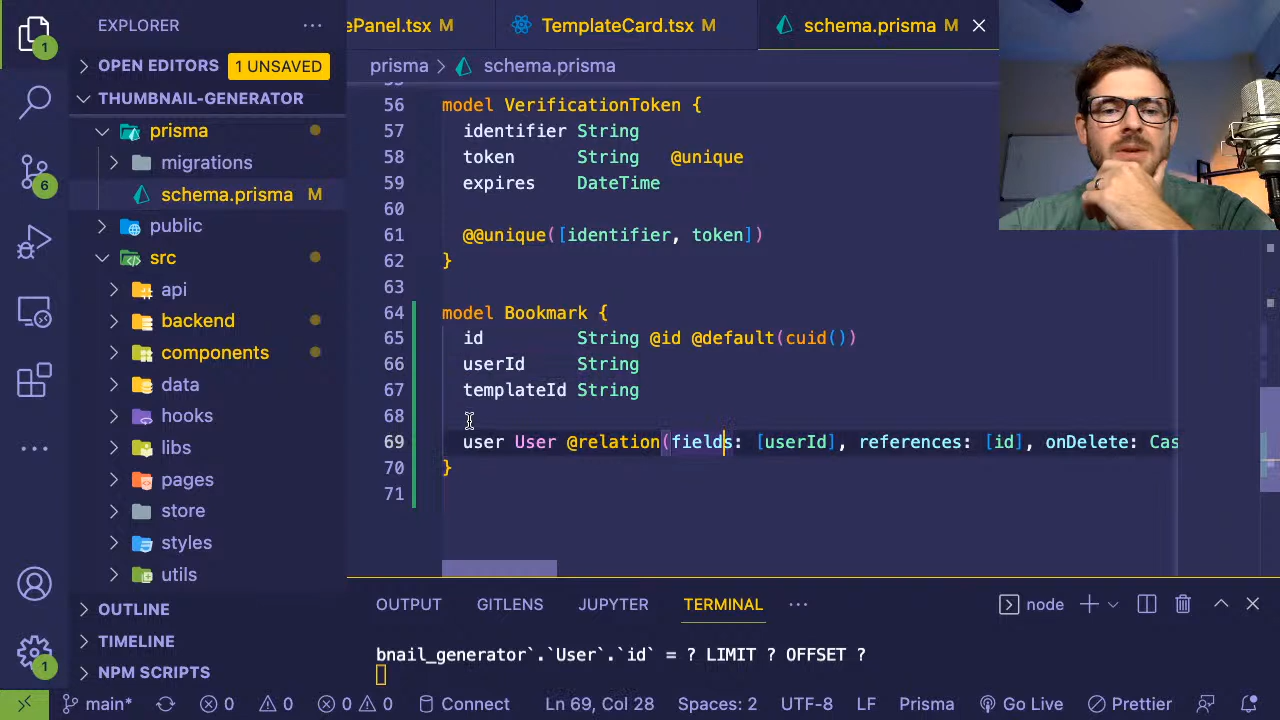 EXPLORER
ePanel.tsx M
TemplateCard.tsx M
schema.prisma M
OPEN EDITORS 1 UNSAVED
THUMBNAIL-GENERATOR
prisma
migrations
schema.prisma M
public
src
api
backend
components
data
hooks
libs
pages
store
styles
utils
OUTLINE
TIMELINE
NPM SCRIPTS
1
6
1
prisma > schema.prisma
56 model VerificationToken {
57 identifier String
58 token String @unique
59 expires DateTime
60
61 @@unique([identifier, token])
62 }
63
64 model Bookmark {
65 id String @id @default(cuid())
66 userId String
67 templateId String
68
69 user User @relation(fields: [userId], references: [id], onDelete: Cas
70 }
71
OUTPUT GITLENS JUPYTER TERMINAL ··· node
bnail_generator`.`User`.`id` = ? LIMIT ? OFFSET ?
main* 0 0 0 0 Connect Ln 69, Col 28 Spaces: 2 UTF-8 LF Prisma Go Live Prettier